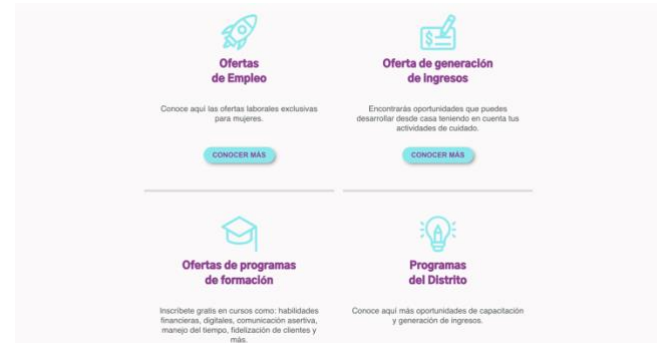 Ofertas
de Empleo
Conoce aquí las ofertas laborales exclusivas
para mujeres.
CONOCER MÁS
Oferta de generación
de ingresos
Encontrarás oportunidades que puedes
desarrollar desde casa teniendo en cuenta tus
actividades de cuidado.
CONOCER MÁS
Ofertas de programas
de formación
Inscríbete gratis en cursos como: habilidades
financieras, digitales, comunicación asertiva,
manejo del tiempo, fidelización de clientes y
más.
Programas
del Distrito
Conoce aquí más oportunidades de capacitación
y generación de ingresos.